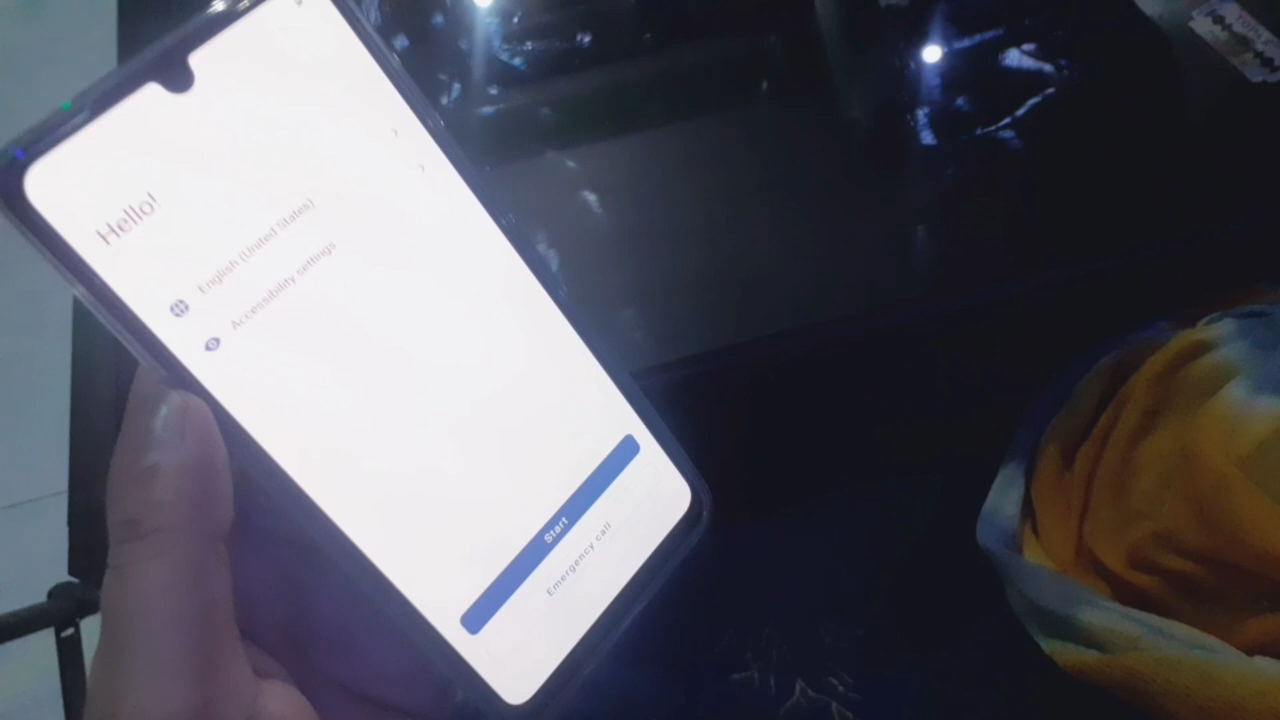 Hello!
English (United States)
Accessibility settings
Start
Emergency call